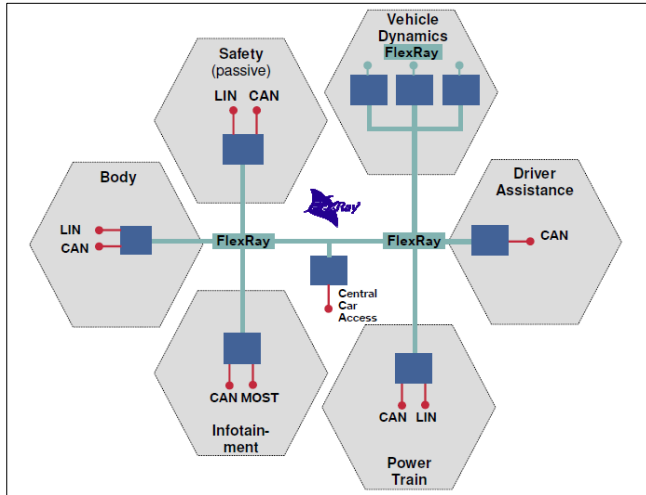 Safety
(passive)
LIN CAN
Vehicle
Dynamics
FlexRay
Body
LIN
CAN
Driver
Assistance
CAN
FlexRay
FlexRay
Central
Car
Access
CAN MOST
Infotain-
ment
CAN LIN
Power
Train